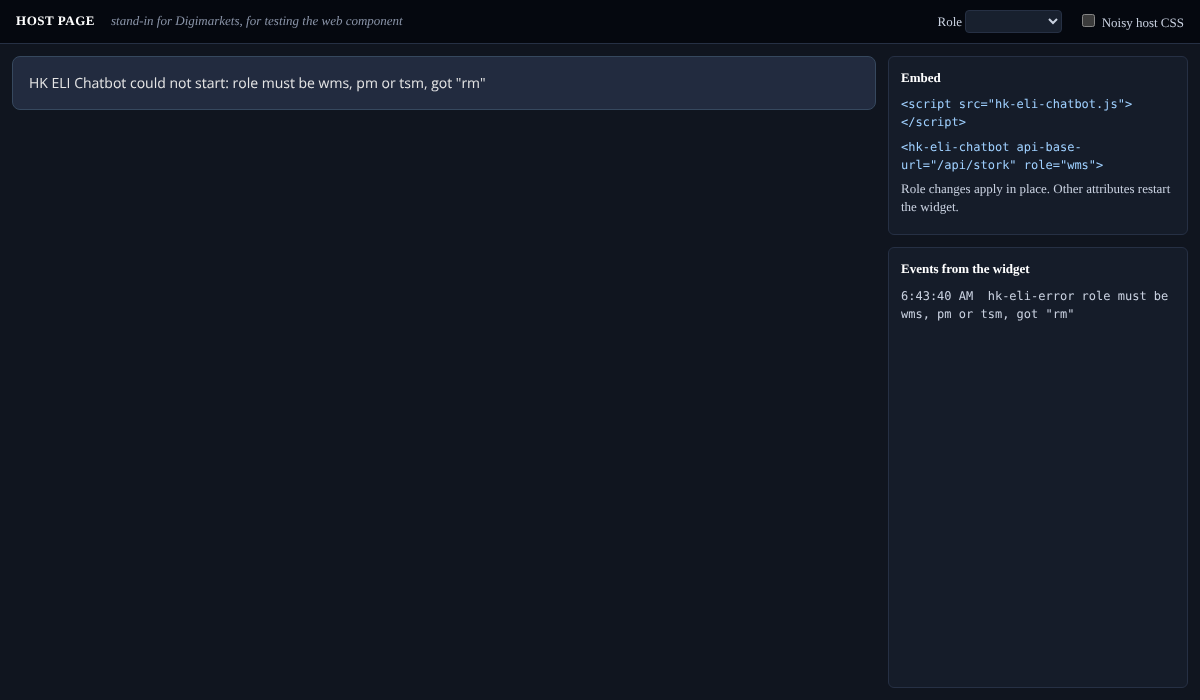 HOST PAGE stand-in for Digimarkets, for testing the web component Role Noisy host CSS
HK ELI Chatbot could not start: role must be wms, pm or tsm, got "rm"
Embed
<script src="hk-eli-chatbot.js">
</script>
<hk-eli-chatbot api-base-
url="/api/stork" role="wms">
Role changes apply in place. Other attributes restart
the widget.
Events from the widget
6:43:40 AM  hk-eli-error role must be
wms, pm or tsm, got "rm"